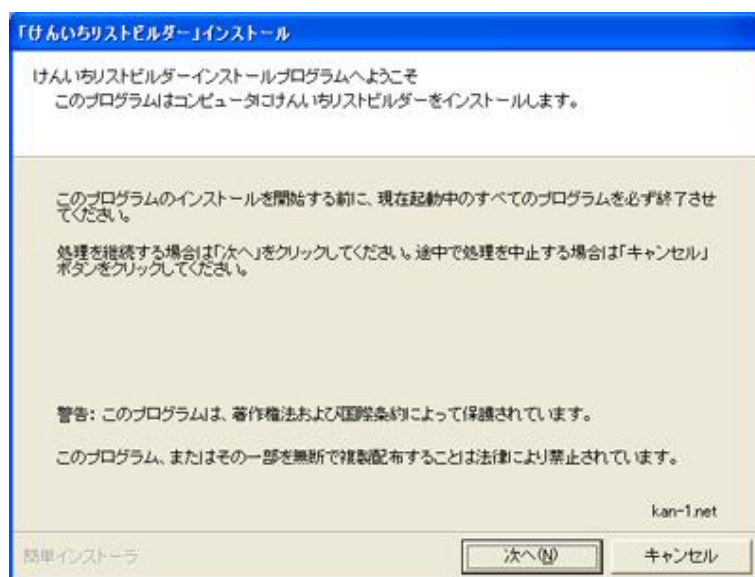 「けんいちリストビルダー」インストール
けんいちリストビルダーインストールプログラムへようこそ
このプログラムはコンピュータにけんいちリストビルダーをインストールします。
このプログラムのインストールを開始する前に、現在起動中のすべてのプログラムを必ず終了させ
てください。
処理を継続する場合は「次へ」をクリックしてください。途中で処理を中止する場合は「キャンセル」
ボタンをクリックしてください。
警告: このプログラムは、著作権法および国際条約によって保護されています。
このプログラム、またはその一部を無断で複製配布することは法律により禁止されています。
kan-1.net
簡単インストーラ
次へ(N)
キャンセル